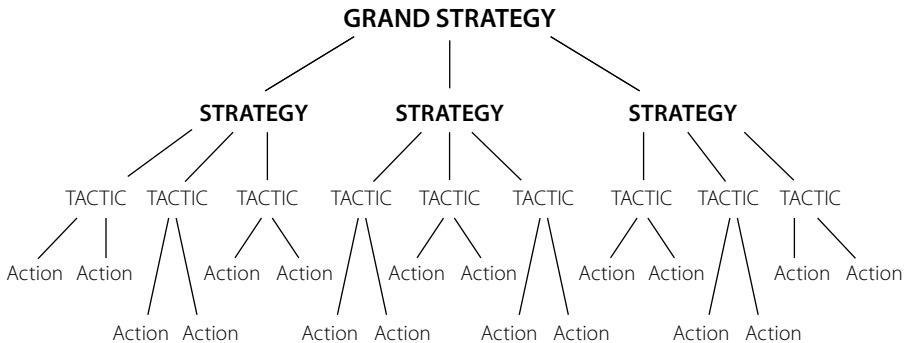 GRAND STRATEGY
STRATEGY STRATEGY STRATEGY
TACTIC TACTIC TACTIC TACTIC TACTIC TACTIC TACTIC TACTIC TACTIC
Action Action Action Action Action Action Action Action Action Action
Action Action Action Action Action Action Action Action